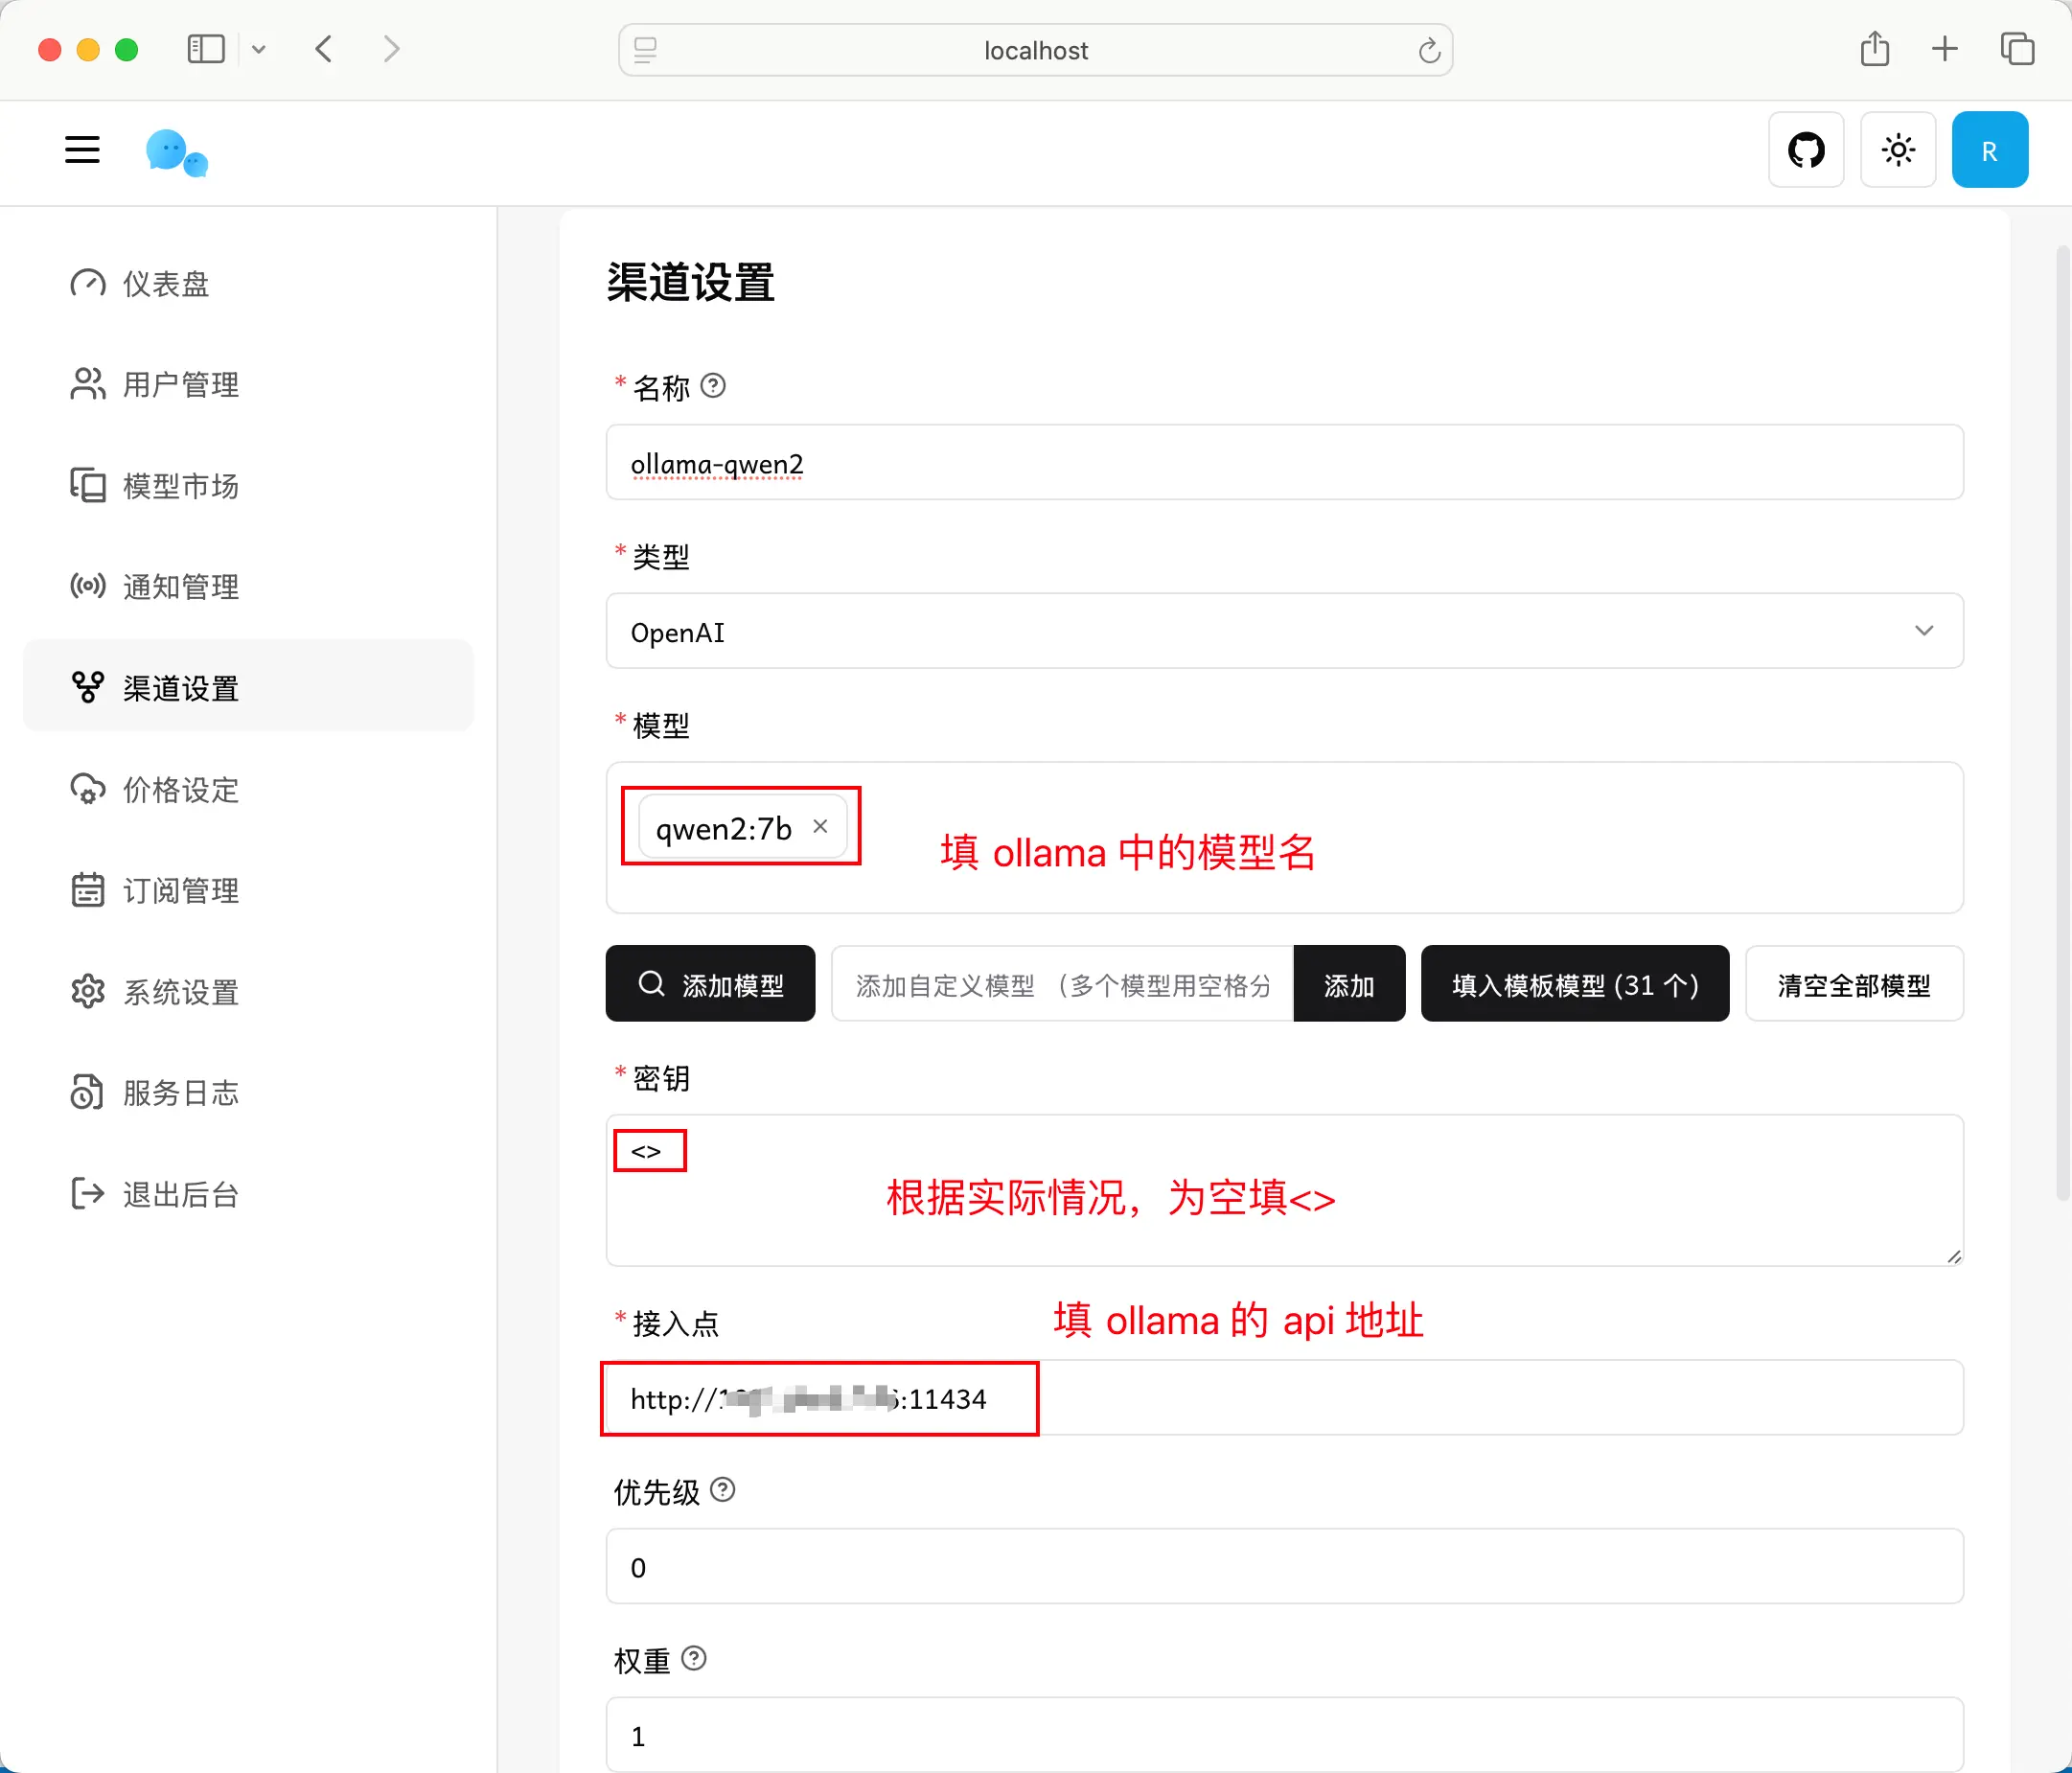 localhost
R
仪表盘
用户管理
模型市场
通知管理
渠道设置
价格设定
订阅管理
系统设置
服务日志
退出后台
渠道设置
*名称
ollama-qwen2
*类型
OpenAI
*模型
qwen2:7b
填 ollama 中的模型名
添加模型 添加自定义模型 （多个模型用空格分 添加 填入模板模型 (31 个) 清空全部模型
*密钥
<>
根据实际情况，为空填<>
*接入点
填 ollama 的 api 地址
http:// :11434
优先级
0
权重
1